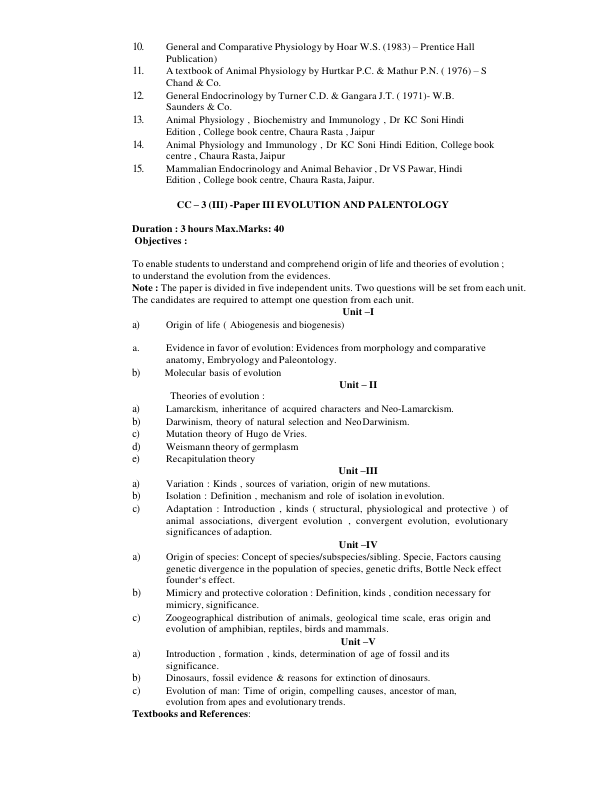 10. General and Comparative Physiology by Hoar W.S. (1983) – Prentice Hall
Publication)
11. A textbook of Animal Physiology by Hurtkar P.C. & Mathur P.N. ( 1976) – S
Chand & Co.
12. General Endocrinology by Turner C.D. & Gangara J.T. ( 1971)- W.B.
Saunders & Co.
13. Animal Physiology , Biochemistry and Immunology , Dr KC Soni Hindi
Edition , College book centre, Chaura Rasta , Jaipur
14. Animal Physiology and Immunology , Dr KC Soni Hindi Edition, College book
centre , Chaura Rasta, Jaipur
15. Mammalian Endocrinology and Animal Behavior , Dr VS Pawar, Hindi
Edition , College book centre, Chaura Rasta, Jaipur.
CC – 3 (III) -Paper III EVOLUTION AND PALENTOLOGY
Duration : 3 hours Max.Marks: 40
Objectives :
To enable students to understand and comprehend origin of life and theories of evolution ;
to understand the evolution from the evidences.
Note : The paper is divided in five independent units. Two questions will be set from each unit.
The candidates are required to attempt one question from each unit.
Unit –I
a) Origin of life ( Abiogenesis and biogenesis)
a. Evidence in favor of evolution: Evidences from morphology and comparative
anatomy, Embryology and Paleontology.
b) Molecular basis of evolution
Unit – II
Theories of evolution :
a) Lamarckism, inheritance of acquired characters and Neo-Lamarckism.
b) Darwinism, theory of natural selection and NeoDarwinism.
c) Mutation theory of Hugo de Vries.
d) Weismann theory of germplasm
e) Recapitulation theory
Unit –III
a) Variation : Kinds , sources of variation, origin of new mutations.
b) Isolation : Definition , mechanism and role of isolation in evolution.
c) Adaptation : Introduction , kinds ( structural, physiological and protective ) of
animal associations, divergent evolution , convergent evolution, evolutionary
significances of adaption.
Unit –IV
a) Origin of species: Concept of species/subspecies/sibling. Specie, Factors causing
genetic divergence in the population of species, genetic drifts, Bottle Neck effect
founder‘s effect.
b) Mimicry and protective coloration : Definition, kinds , condition necessary for
mimicry, significance.
c) Zoogeographical distribution of animals, geological time scale, eras origin and
evolution of amphibian, reptiles, birds and mammals.
Unit –V
a) Introduction , formation , kinds, determination of age of fossil and its
significance.
b) Dinosaurs, fossil evidence & reasons for extinction of dinosaurs.
c) Evolution of man: Time of origin, compelling causes, ancestor of man,
evolution from apes and evolutionary trends.
Textbooks and References: